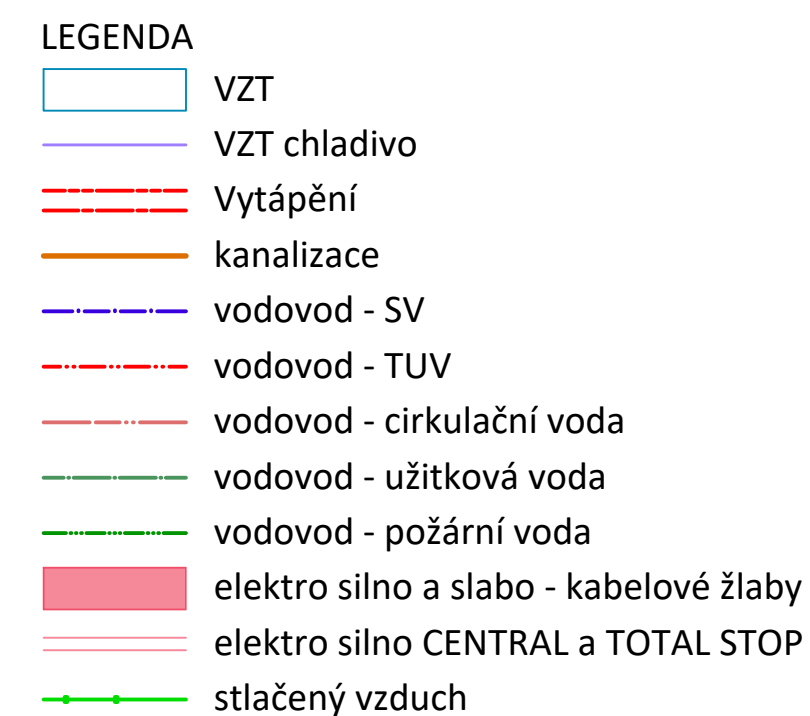 LEGENDA
VZT
VZT chladivo
Vytápění
kanalizace
vodovod - SV
vodovod - TUV
vodovod - cirkulační voda
vodovod - užitková voda
vodovod - požární voda
elektro silno a slabo - kabelové žlaby
elektro silno CENTRAL a TOTAL STOP
stlačený vzduch